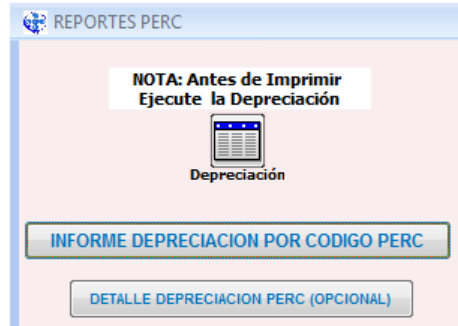 REPORTES PERC
NOTA: Antes de Imprimir
Ejecute la Depreciación
Depreciación
INFORME DEPRECIACION POR CODIGO PERC
DETALLE DEPRECIACION PERC (OPCIONAL)